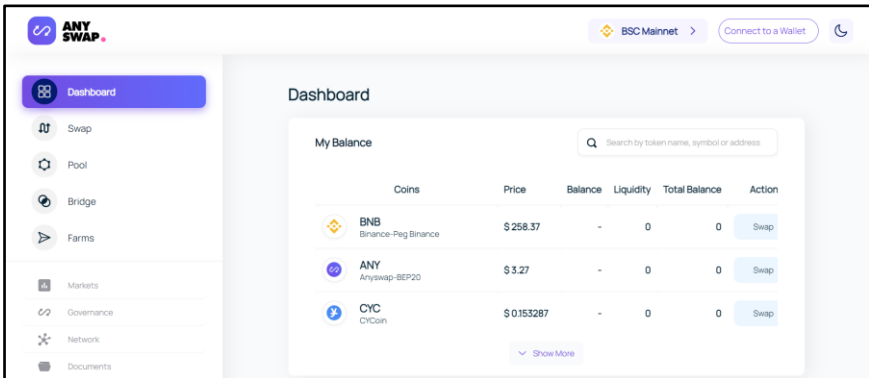 ANY
SWAP.
BSC Mainnet >
Connect to a Wallet
Dashboard
Swap
Pool
Bridge
Farms
Markets
Governance
Network
Documents
Dashboard
My Balance
Search by token name, symbol or address
Coins Price Balance Liquidity Total Balance Action
BNB
Binance-Peg Binance
$ 258.37 - 0 0 Swap
ANY
Anyswap-BEP20
$ 3.27 - 0 0 Swap
CYC
CYCoin
$ 0.153287 - 0 0 Swap
Show More